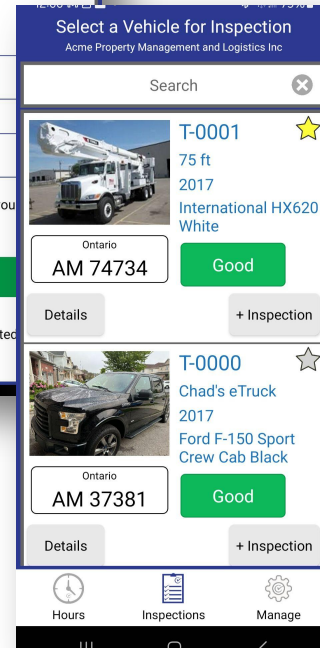 Select a Vehicle for Inspection
Acme Property Management and Logistics Inc
Search
T-0001
75 ft
2017
International HX620
White
Ontario
AM 74734
Good
Details
+ Inspection
T-0000
Chad's eTruck
2017
Ford F-150 Sport
Crew Cab Black
Ontario
AM 37381
Good
Details
+ Inspection
Hours
Inspections
Manage